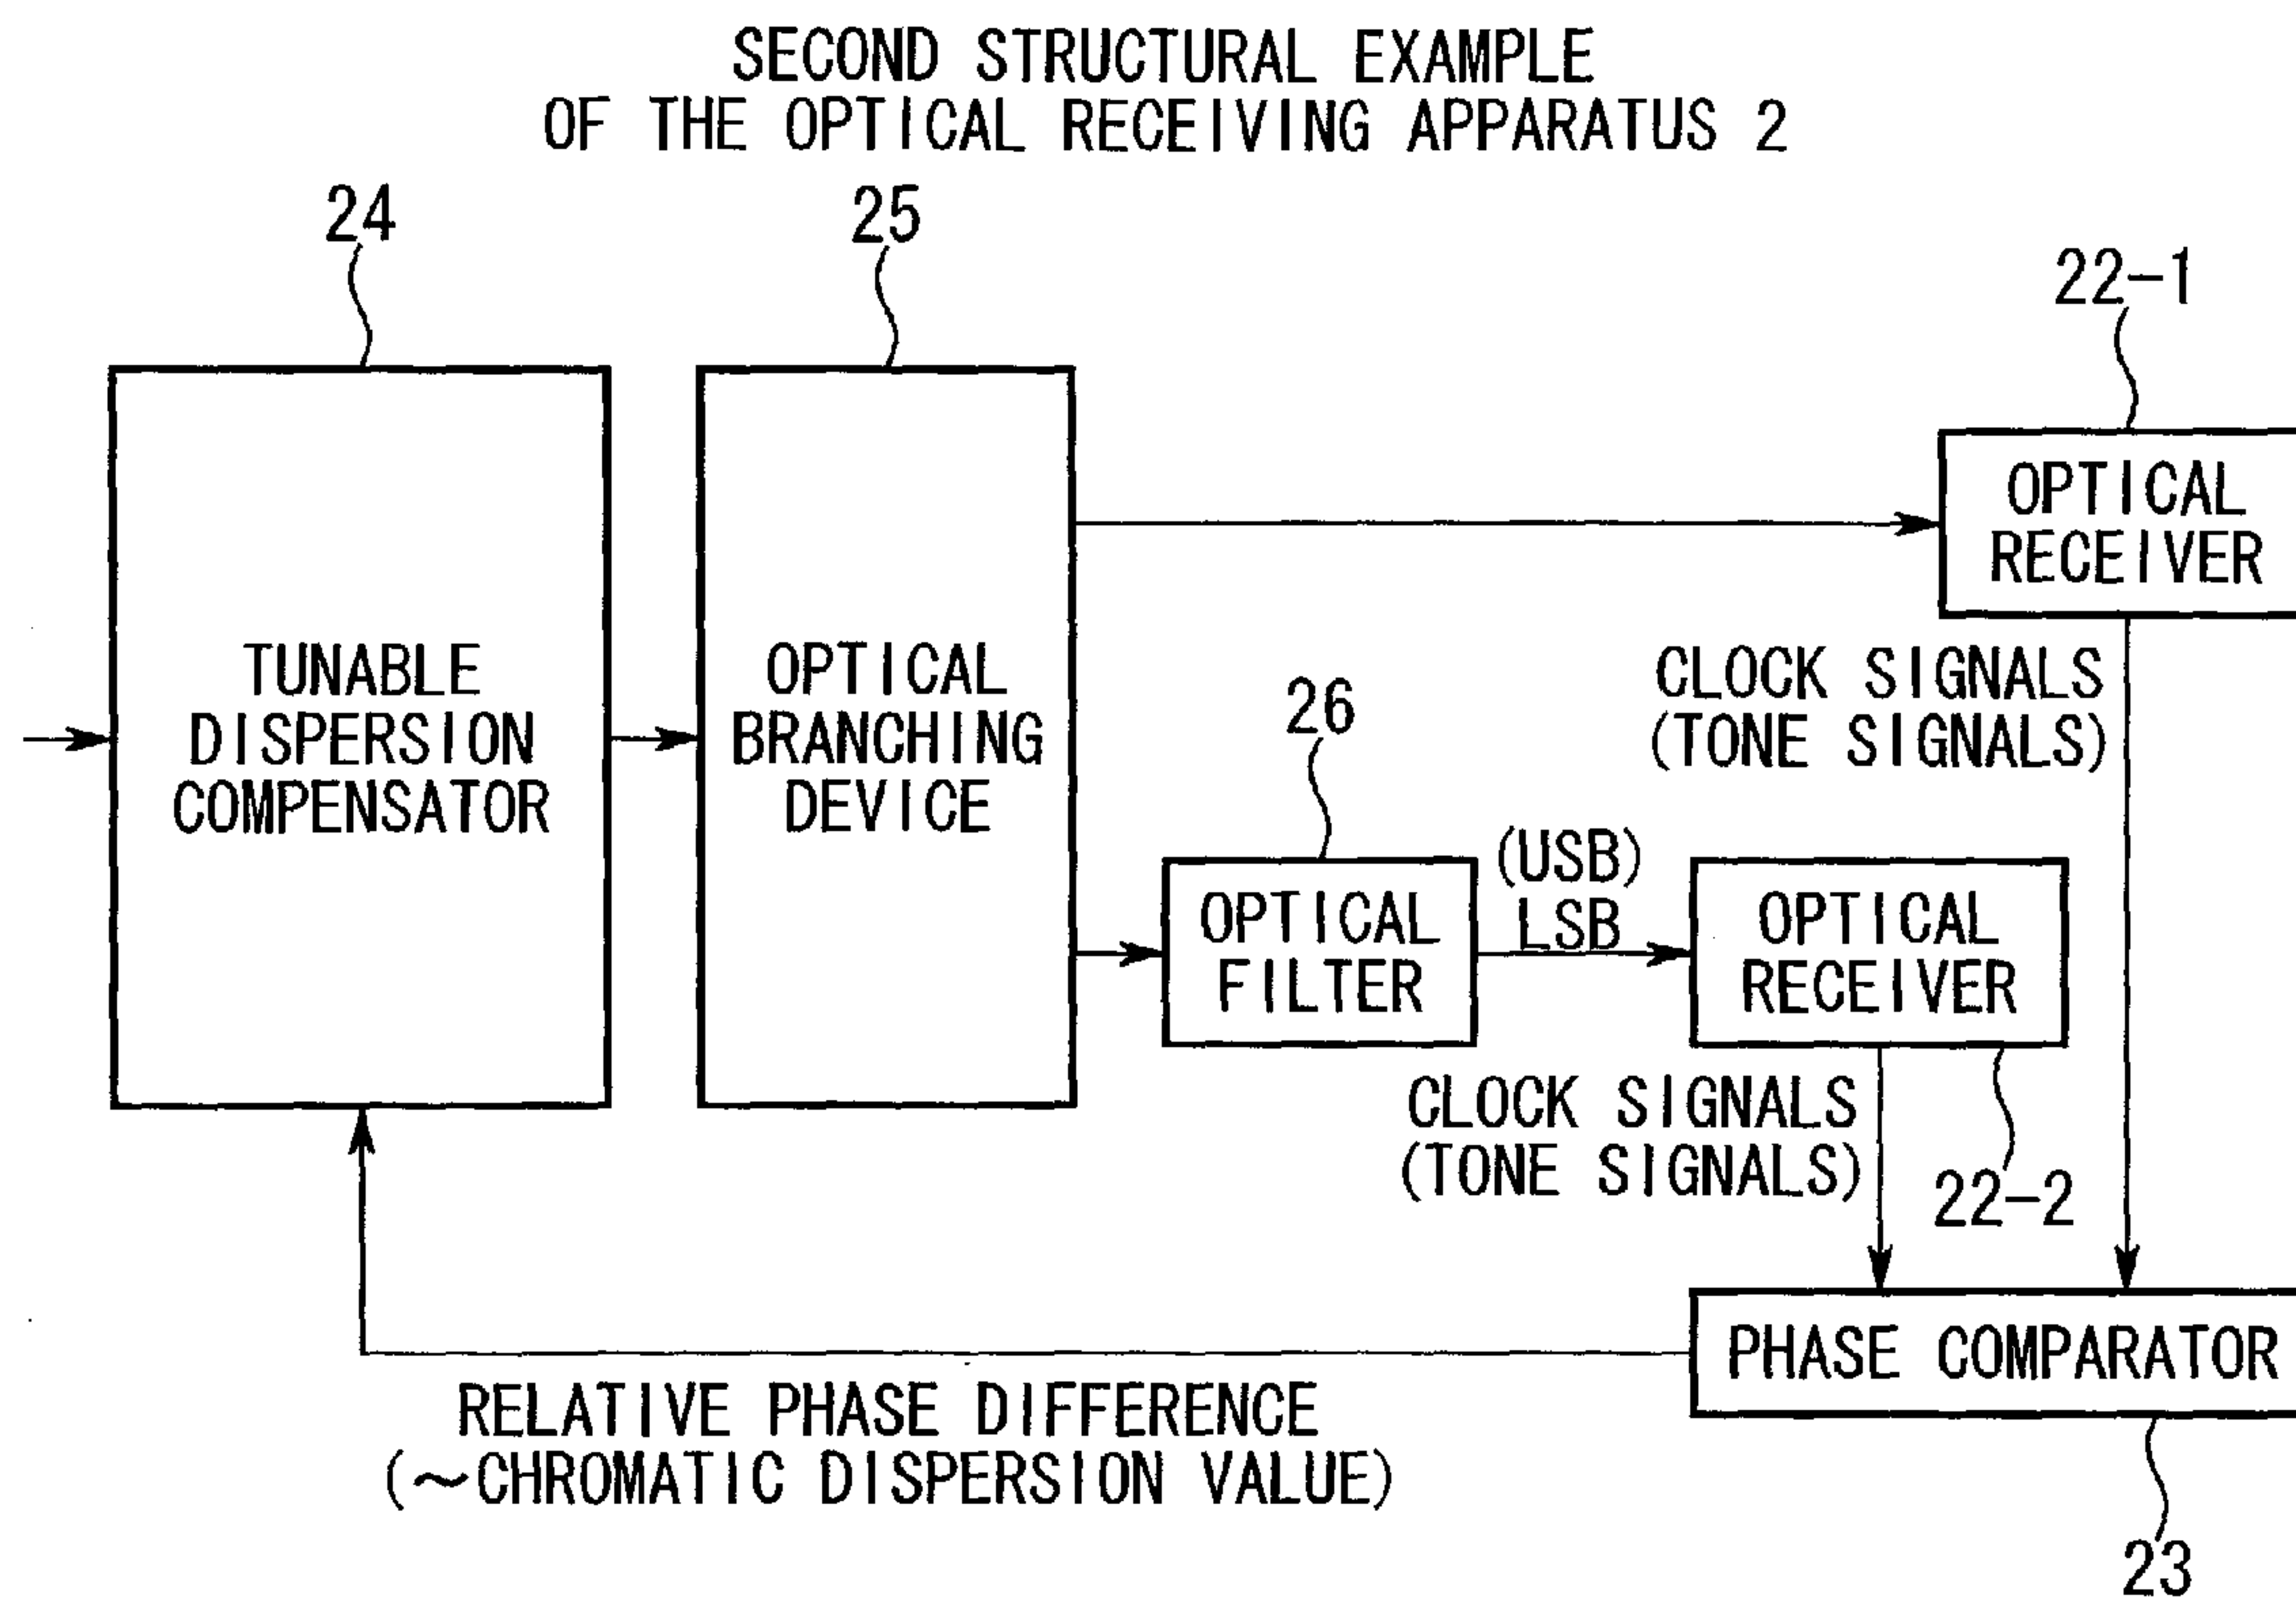 SECOND STRUCTURAL EXAMPLE
OF THE OPTICAL RECEIVING APPARATUS 2
24
25
22-1
OPTICAL
RECEIVER
TUNABLE
DISPERSION
COMPENSATOR
OPTICAL
BRANCHING
DEVICE
26
CLOCK SIGNALS
(TONE SIGNALS)
OPTICAL
FILTER
(USB)
LSB
OPTICAL
RECEIVER
CLOCK SIGNALS
(TONE SIGNALS)
22-2
PHASE COMPARATOR
RELATIVE PHASE DIFFERENCE
(~CHROMATIC DISPERSION VALUE)
23